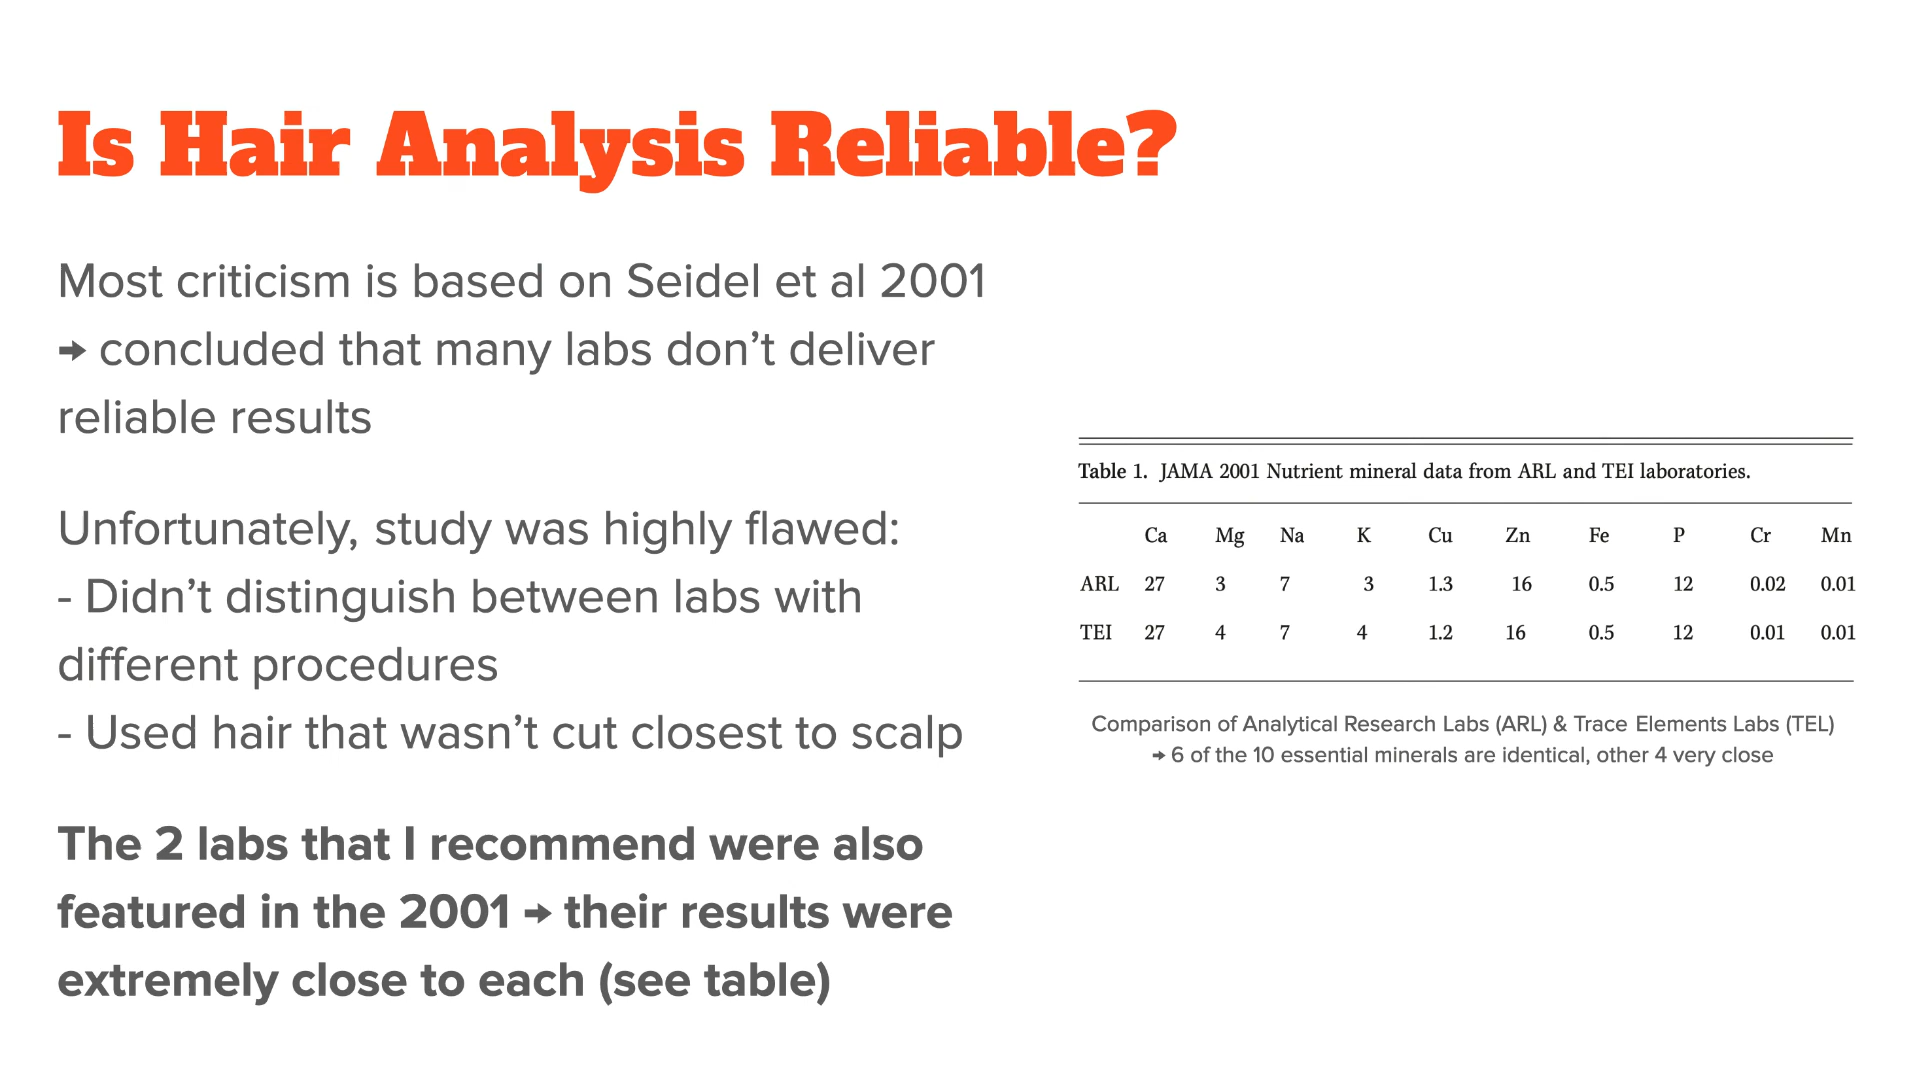 Is Hair Analysis Reliable?
Most criticism is based on Seidel et al 2001
→ concluded that many labs don’t deliver
reliable results
Unfortunately, study was highly flawed:
- Didn’t distinguish between labs with
different procedures
- Used hair that wasn’t cut closest to scalp
The 2 labs that I recommend were also
featured in the 2001 → their results were
extremely close to each (see table)
Table 1. JAMA 2001 Nutrient mineral data from ARL and TEI laboratories.
Ca Mg Na K Cu Zn Fe P Cr Mn
ARL 27 3 7 3 1.3 16 0.5 12 0.02 0.01
TEI 27 4 7 4 1.2 16 0.5 12 0.01 0.01
Comparison of Analytical Research Labs (ARL) & Trace Elements Labs (TEL)
→ 6 of the 10 essential minerals are identical, other 4 very close